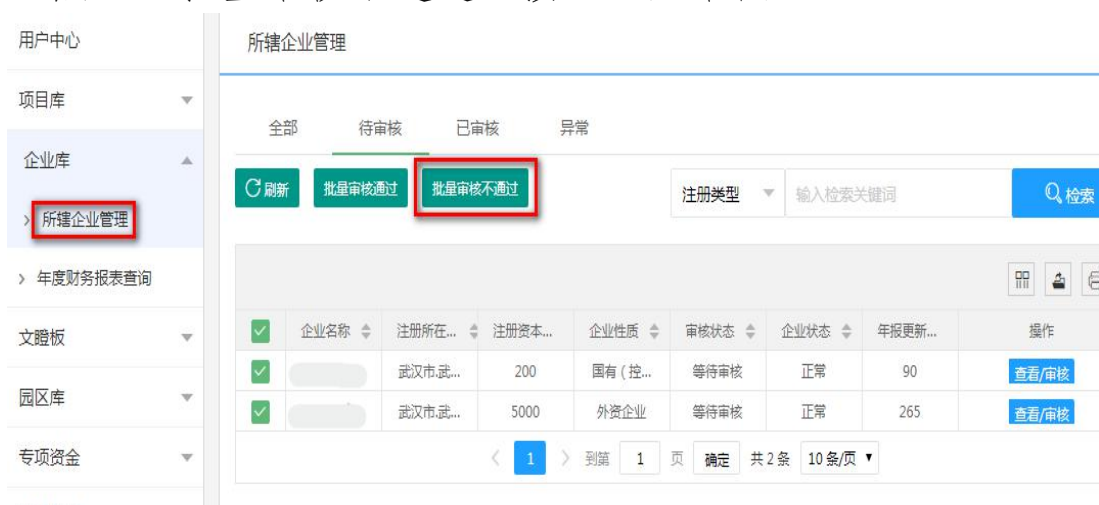 用户中心
所辖企业管理
项目库
全部 待审核 已审核 异常
企业库
刷新 批量审核通过 批量审核不通过 注册类型 输入检索关键词 检索
> 所辖企业管理
> 年度财务报表查询
企业名称 注册所在... 注册资本... 企业性质 审核状态 企业状态 年报更新... 操作
文瞪板
武汉市.武... 200 国有(控... 等待审核 正常 90 查看/审核
园区库
武汉市.武... 5000 外资企业 等待审核 正常 265 查看/审核
专项资金
< 1 > 到第 1 页 确定 共2条 10条/页